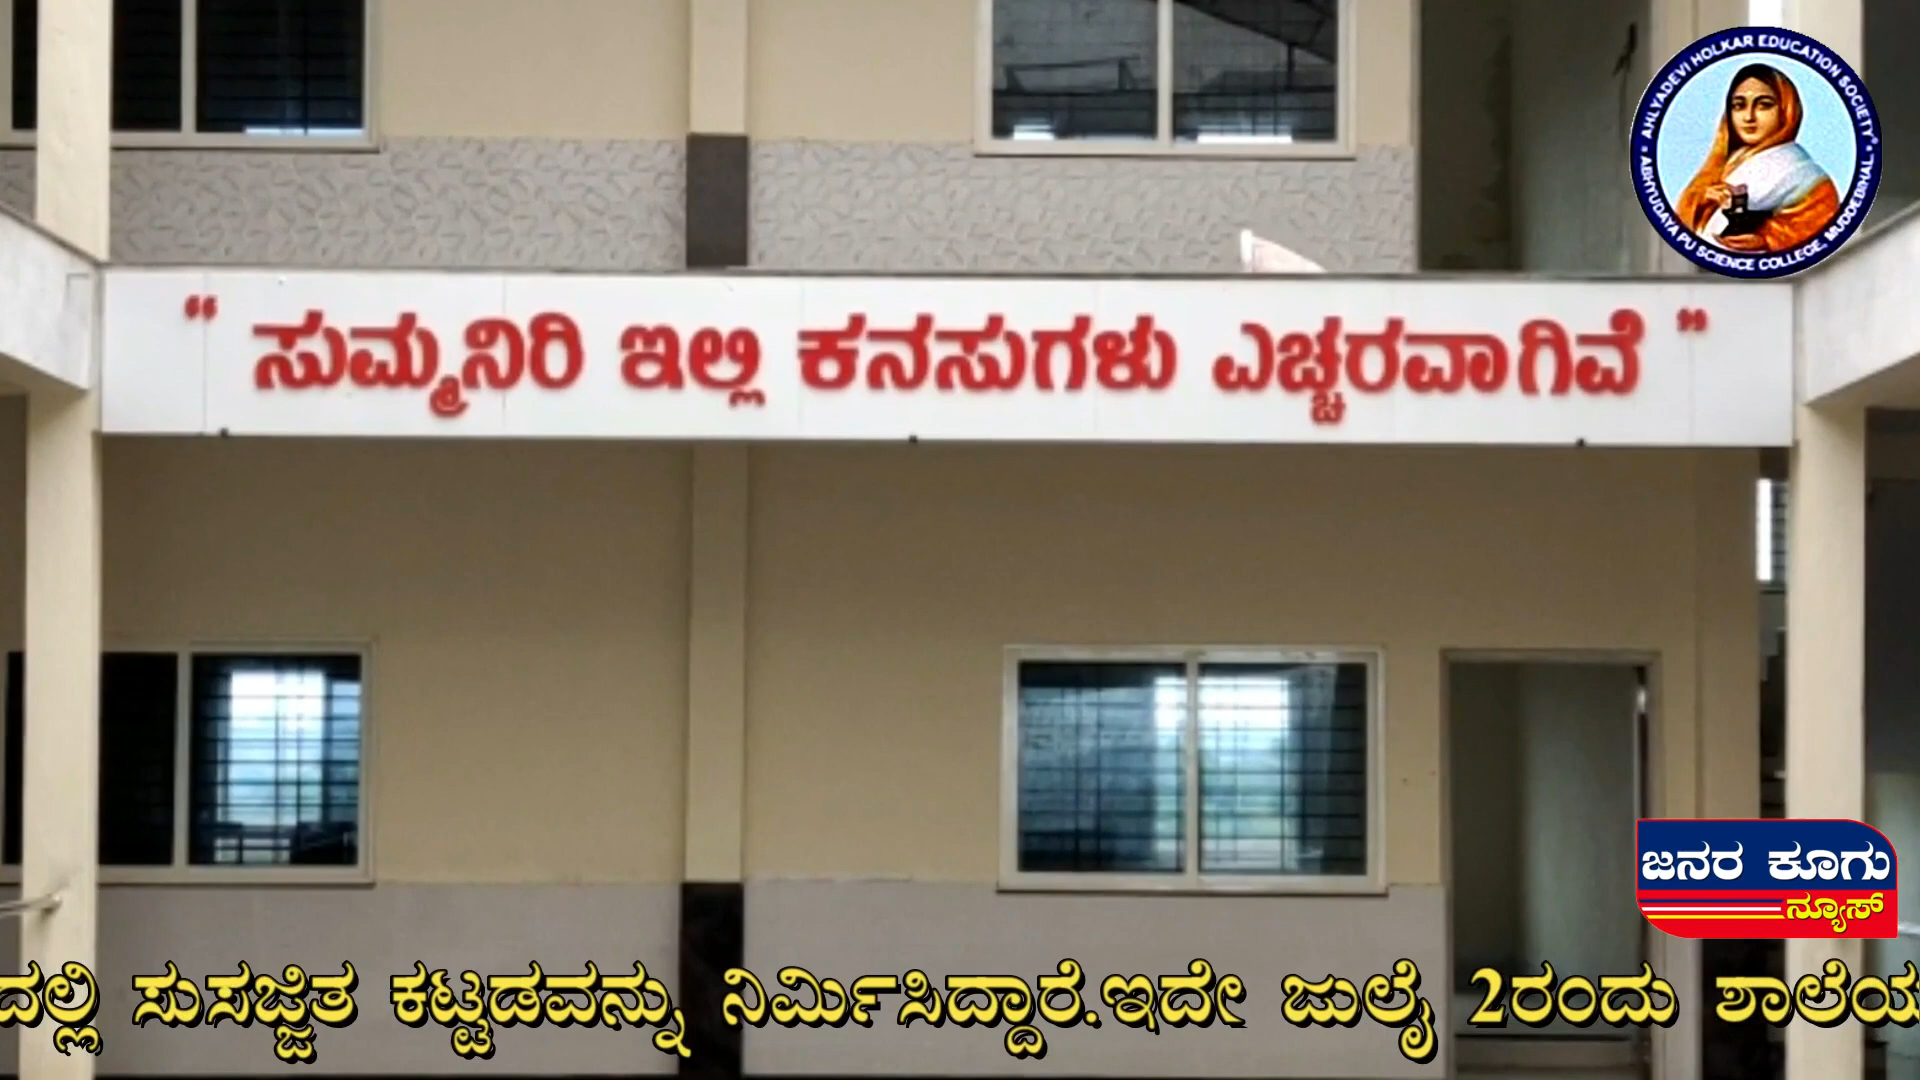 AHLYADEVI HOLKAR EDUCATION SOCIETY'S
• ABHYUDAYA PU SCIENCE COLLEGE, MUDDEBIHAL. •
" ಸುಮ್ಮನಿರಿ ಇಲ್ಲಿ ಕನಸುಗಳು ಎಚ್ಚರವಾಗಿವೆ "
ಜನರ ಕೂಗು
ನ್ಯೂಸ್
ದಲ್ಲಿ ಸುಸಜ್ಜಿತ ಕಟ್ಟಡವನ್ನು ನಿರ್ಮಿಸಿದ್ದಾರೆ.ಇದೇ ಜುಲೈ 2ರಂದು ಶಾಲೆಯ